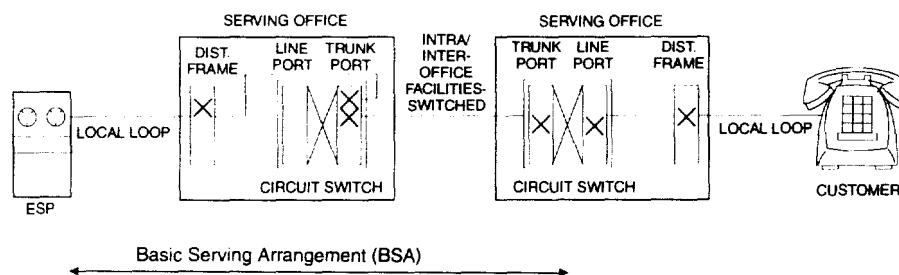 SERVING OFFICE
DIST.
FRAME
LINE
PORT
TRUNK
PORT
CIRCUIT SWITCH
INTRA/
INTER-
OFFICE
FACILITIES-
SWITCHED
SERVING OFFICE
TRUNK
PORT
LINE
PORT
DIST.
FRAME
CIRCUIT SWITCH
LOCAL LOOP
ESP
LOCAL LOOP
CUSTOMER
Basic Serving Arrangement (BSA)